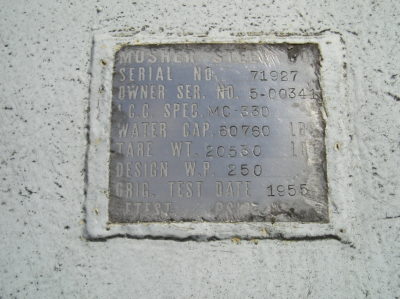 MOSHER STEEL
SERIAL NO. 71927
OWNER SER. NO. 5-00341
I.C.C. SPEC. MC-330
WATER CAP. 60760 LB
TARE WT. 20530 LB
DESIGN W.P. 250
ORIG. TEST DATE 1955
RETEST